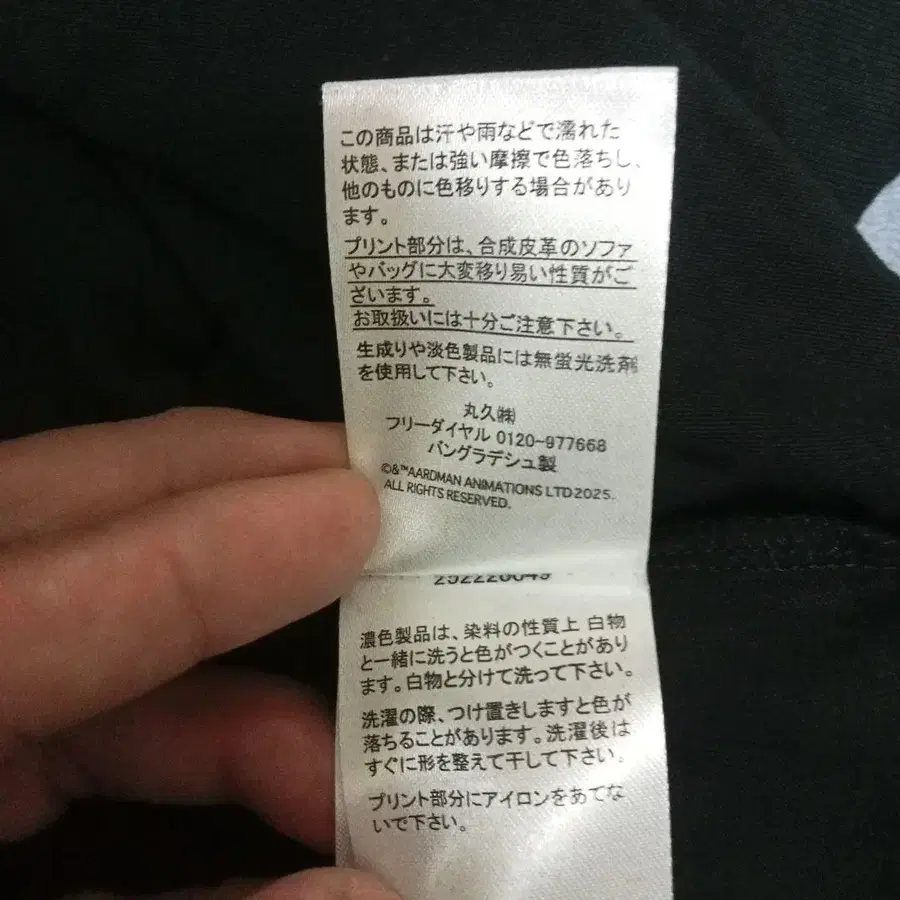 この商品は汗や雨などで濡れた
状態、または強い摩擦で色落ちし、
他のものに色移りする場合があり
ます。
プリント部分は、合成皮革のソファ
やバッグに大変移り易い性質がご
ざいます。
お取扱いには十分ご注意下さい。
生成りや淡色製品には無蛍光洗剤
を使用して下さい。
丸久㈱
フリーダイヤル 0120-977668
バングラデシュ製
©&™AARDMAN ANIMATIONS LTD2025.
ALL RIGHTS RESERVED.
濃色製品は、染料の性質上 白物
と一緒に洗うと色がつくことがあり
ます。白物と分けて洗って下さい。
洗濯の際、つけ置きしますと色が
落ちることがあります。洗濯後は
すぐに形を整えて干して下さい。
プリント部分にアイロンをあてな
いで下さい。